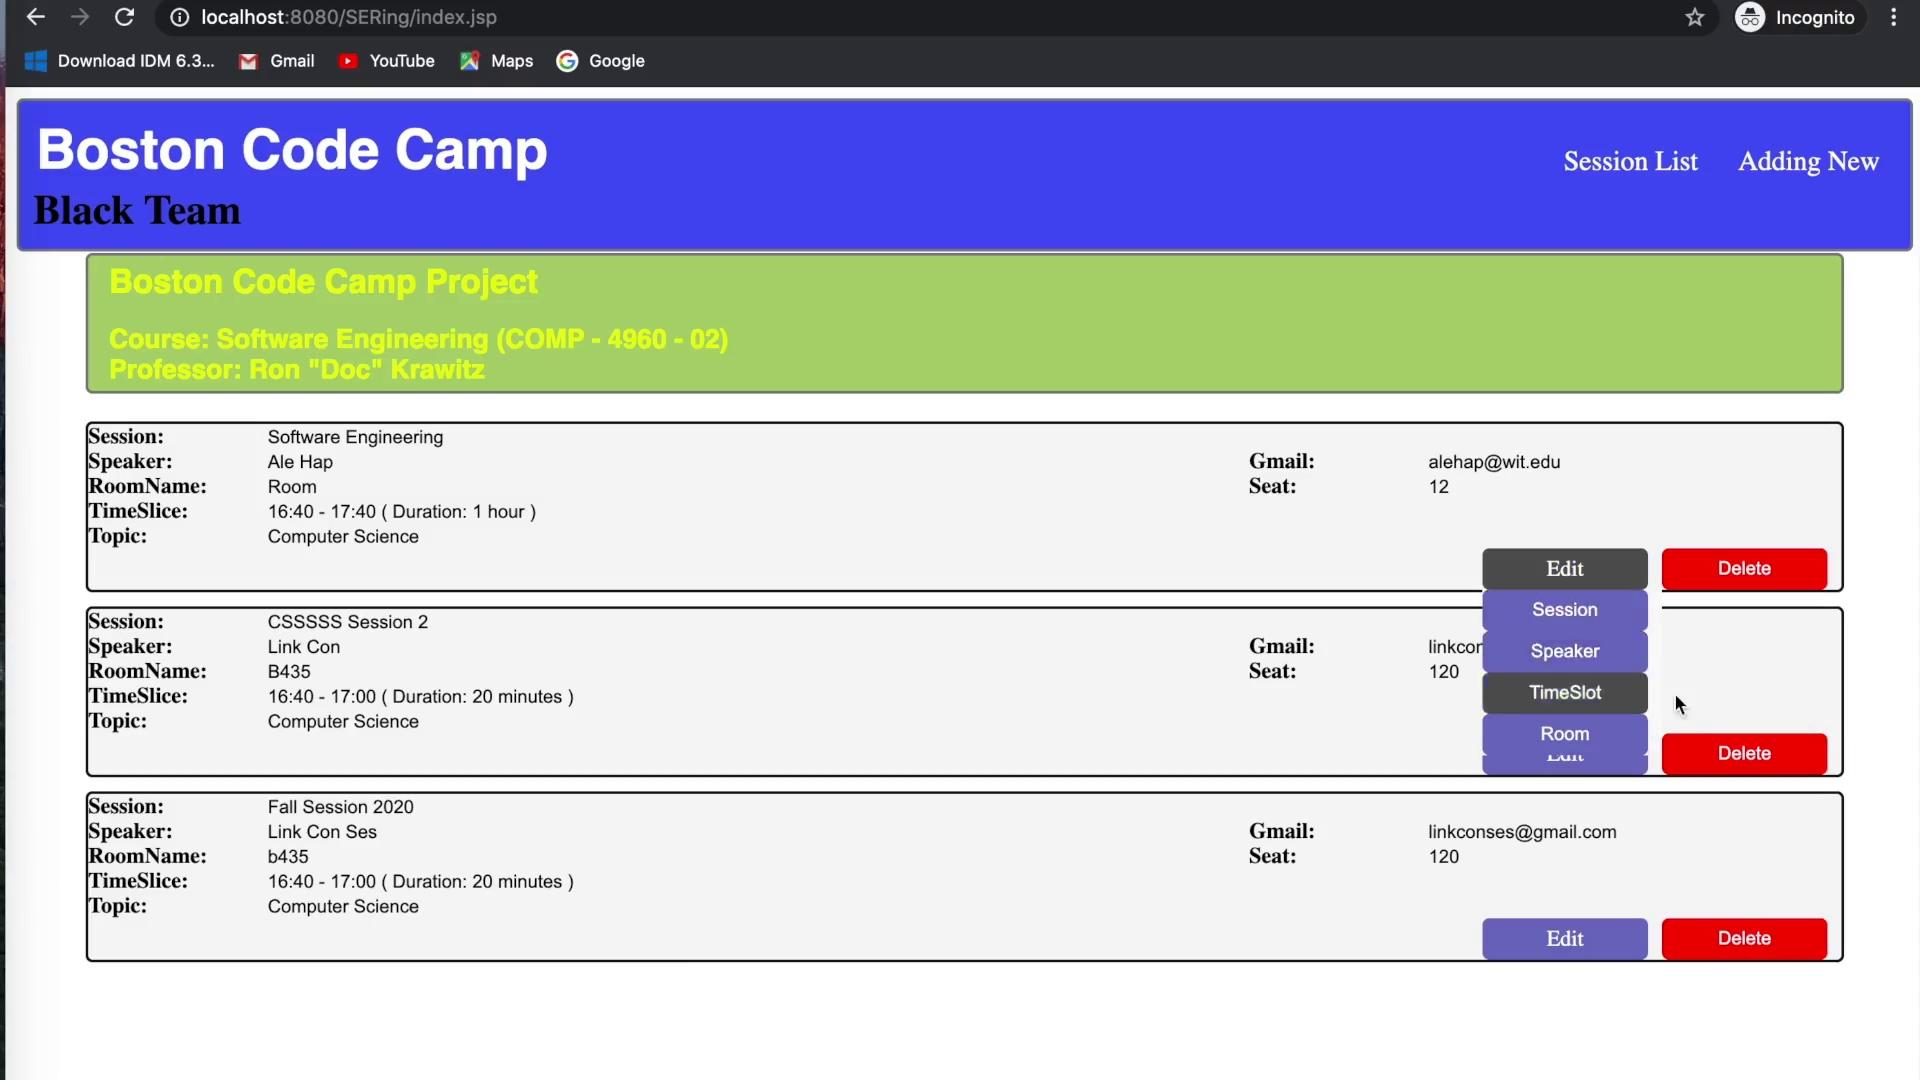 localhost:8080/SERing/index.jsp
Incognito
Download IDM 6.3... Gmail YouTube Maps Google
Boston Code Camp
Session List Adding New
Black Team
Boston Code Camp Project
Course: Software Engineering (COMP - 4960 - 02)
Professor: Ron "Doc" Krawitz
Session: Software Engineering
Speaker: Ale Hap Gmail: alehap@wit.edu
RoomName: Room Seat: 12
TimeSlice: 16:40 - 17:40 ( Duration: 1 hour )
Topic: Computer Science
Edit Delete
Session
Speaker
TimeSlot
Room
Session: CSSSSS Session 2
Speaker: Link Con Gmail: linkcon
RoomName: B435 Seat: 120
TimeSlice: 16:40 - 17:00 ( Duration: 20 minutes )
Topic: Computer Science
Edit Delete
Session: Fall Session 2020
Speaker: Link Con Ses Gmail: linkconses@gmail.com
RoomName: b435 Seat: 120
TimeSlice: 16:40 - 17:00 ( Duration: 20 minutes )
Topic: Computer Science
Edit Delete